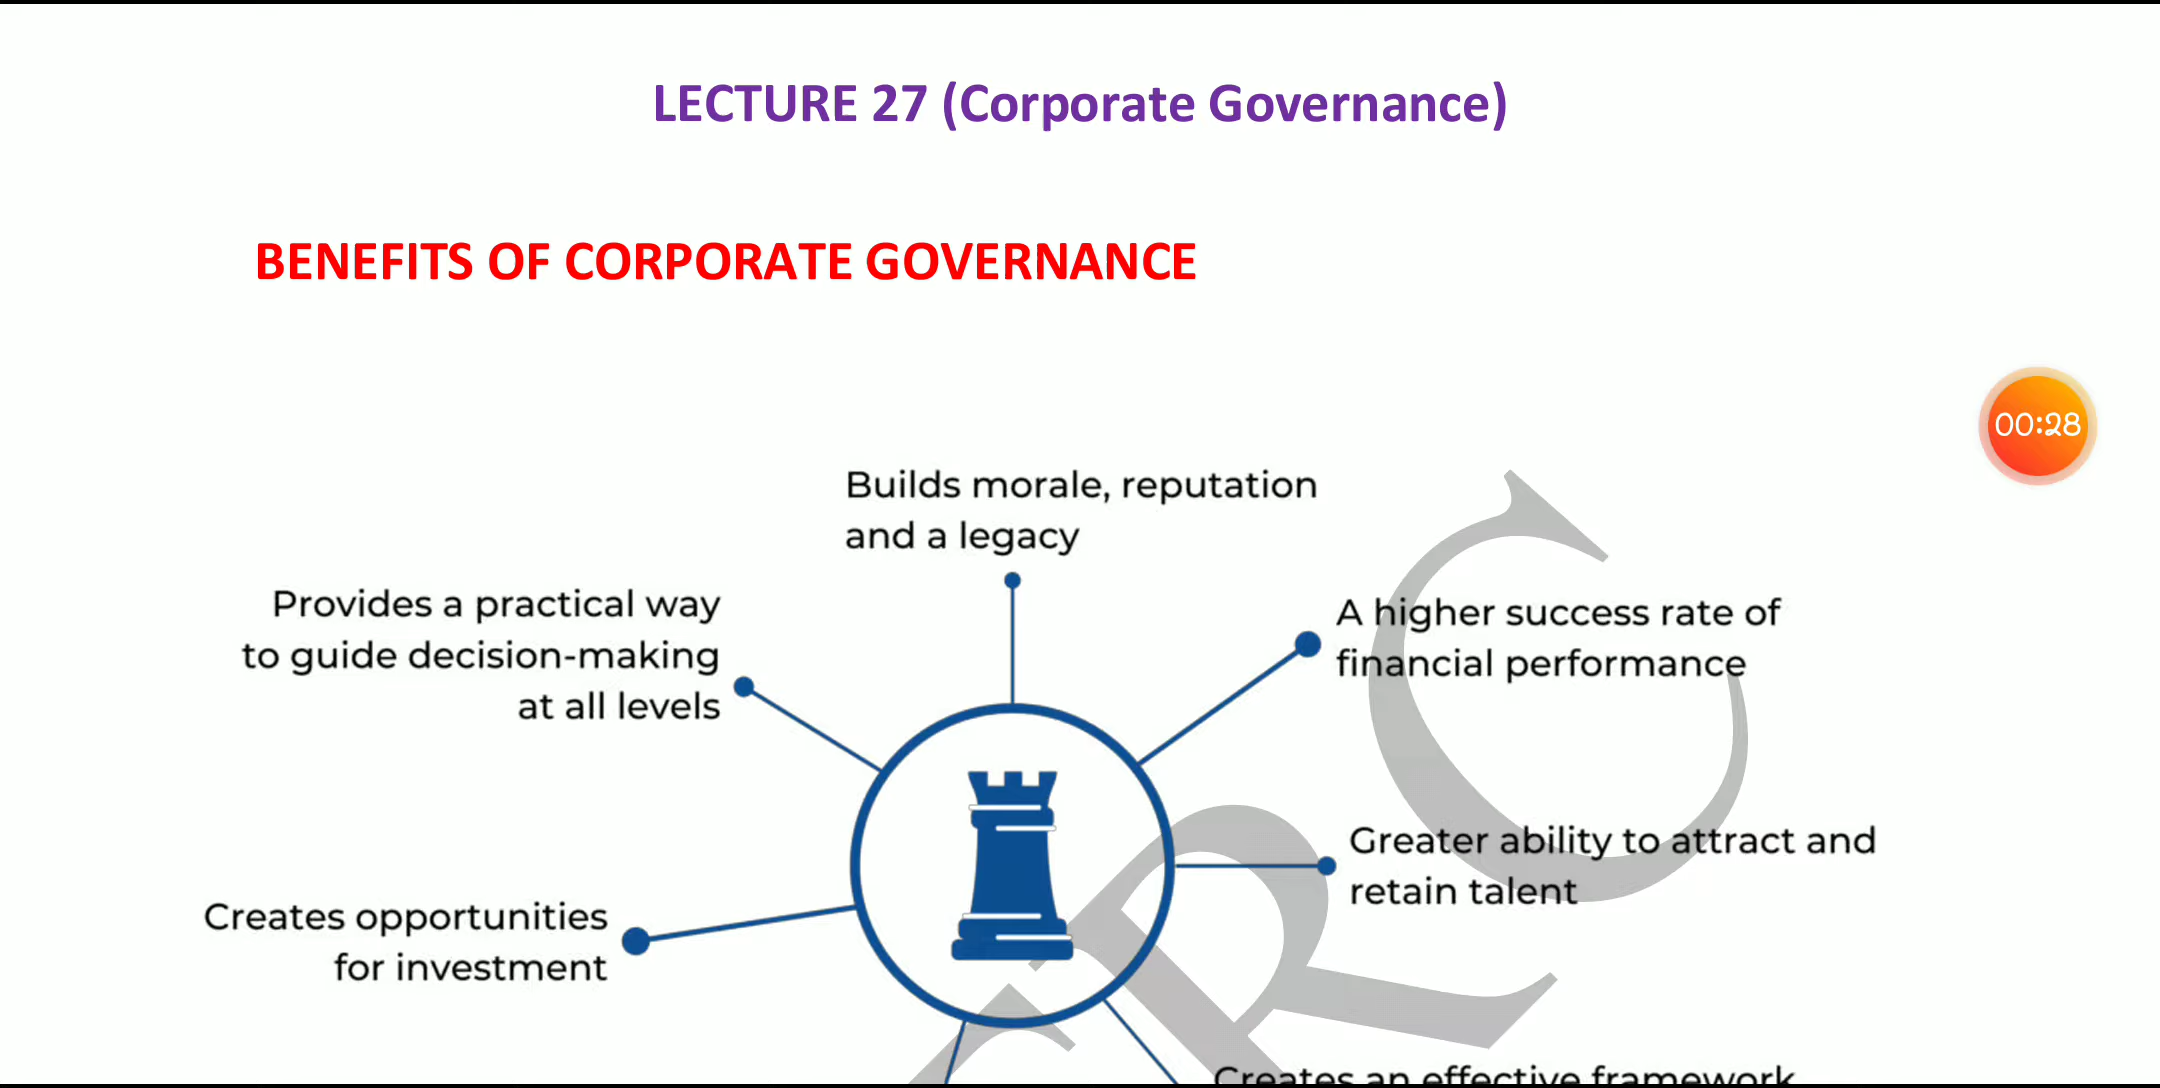 LECTURE 27 (Corporate Governance)
BENEFITS OF CORPORATE GOVERNANCE
00:28
Builds morale, reputation
and a legacy
Provides a practical way
to guide decision-making
at all levels
A higher success rate of
financial performance
Greater ability to attract and
retain talent
Creates opportunities
for investment
Creates an effective framework
RC